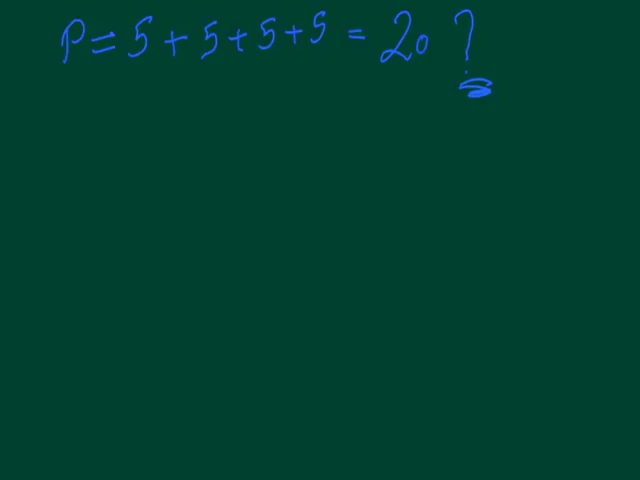 P = 5 + 5 + 5 + 5 = 20 ?